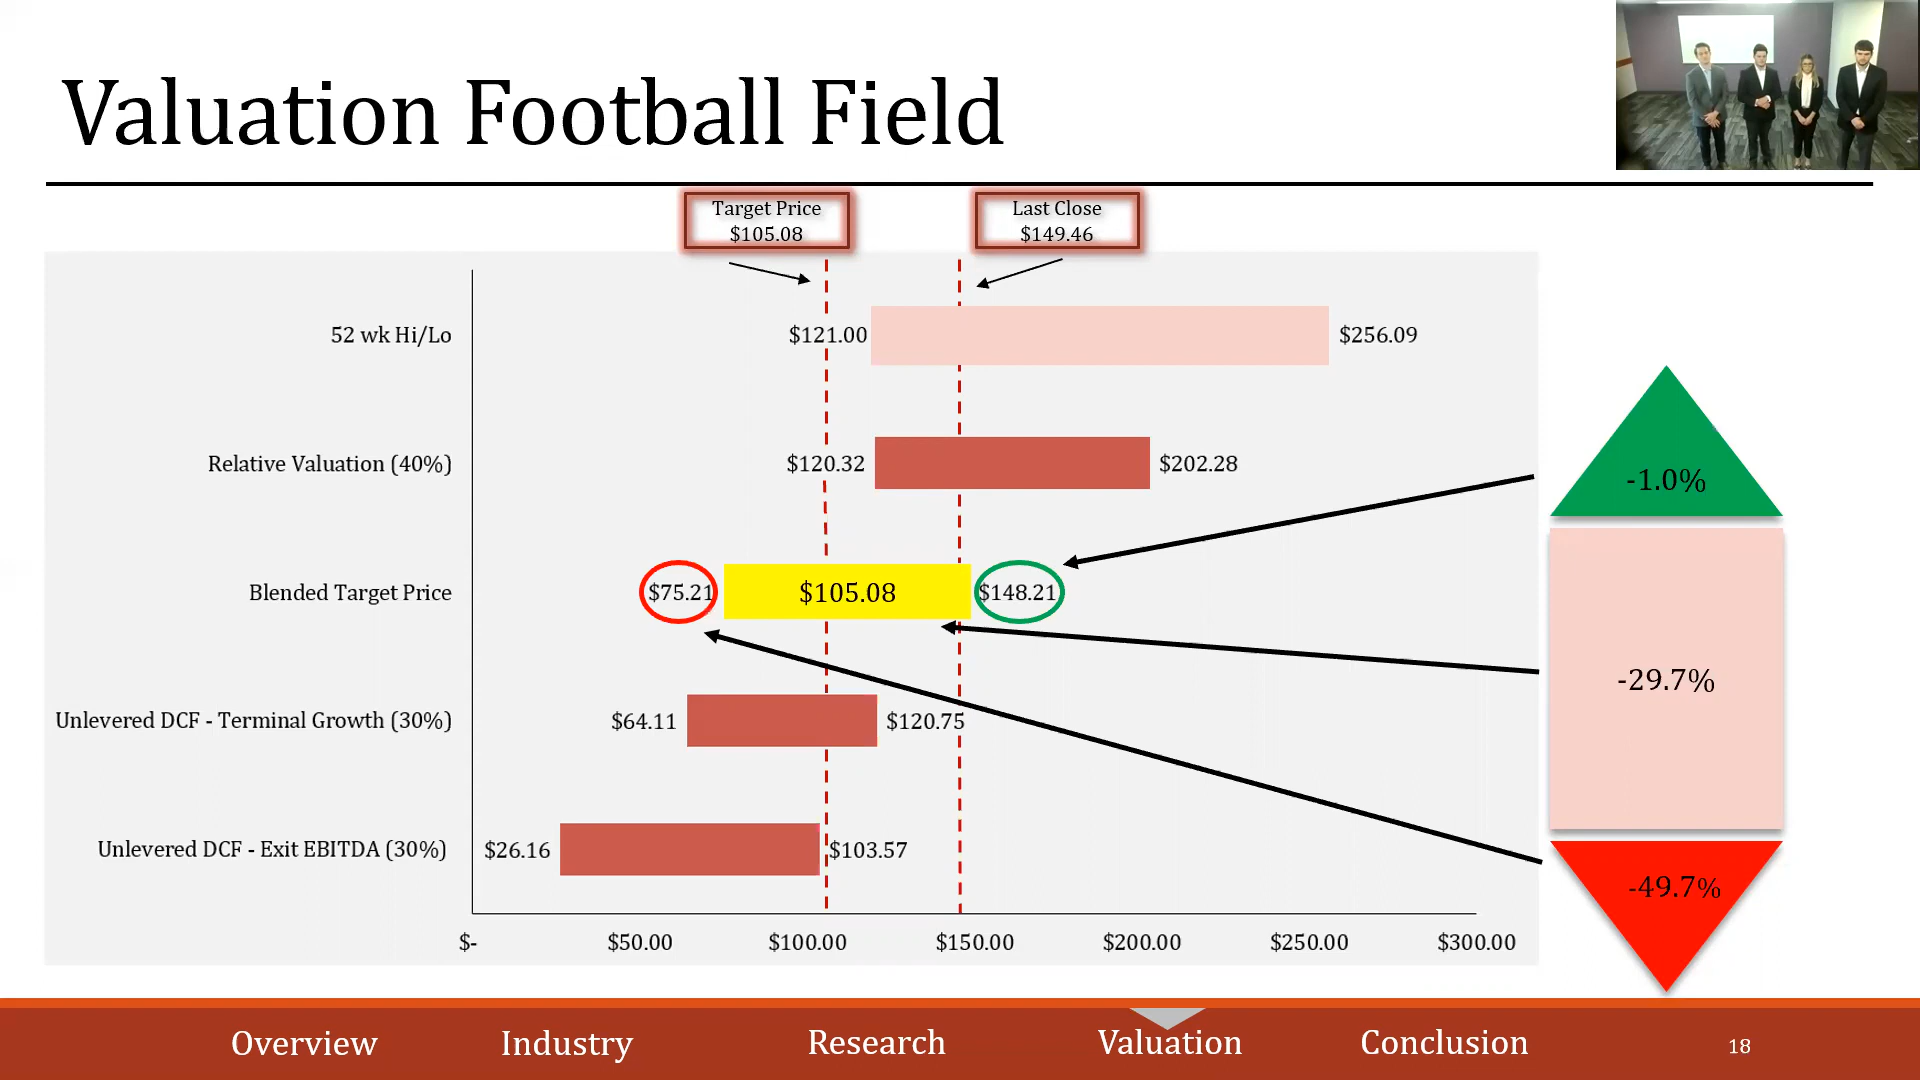 Valuation Football Field
Target Price
$105.08
Last Close
$149.46
52 wk Hi/Lo
$121.00
$256.09
Relative Valuation (40%)
$120.32
$202.28
-1.0%
Blended Target Price
$75.21
$105.08
$148.21
-29.7%
Unlevered DCF - Terminal Growth (30%)
$64.11
$120.75
Unlevered DCF - Exit EBITDA (30%)
$26.16
$103.57
-49.7%
$-
$50.00
$100.00
$150.00
$200.00
$250.00
$300.00
Overview
Industry
Research
Valuation
Conclusion
18